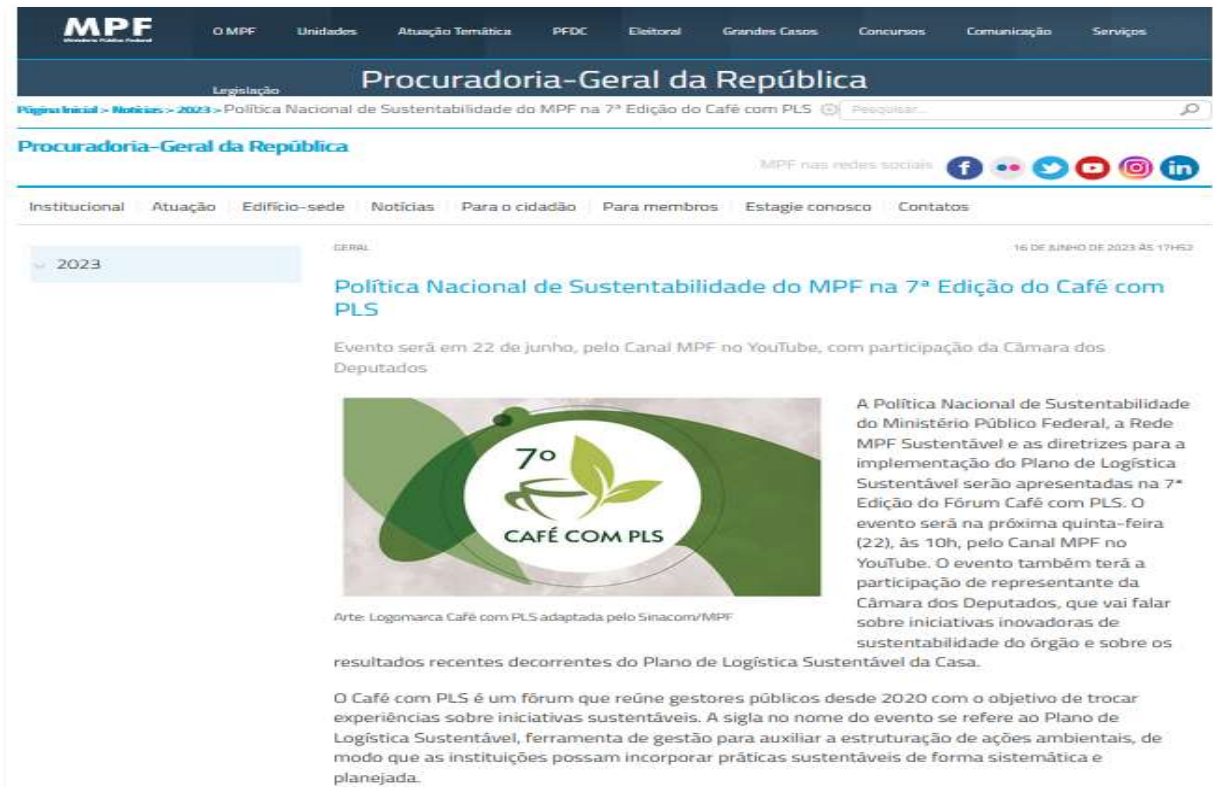 MPF
Ministério Público Federal
O MPF Unidades Atuação Temática PFDC Eleitoral Grandes Casos Concursos Comunicação Serviços
Legislação
Procuradoria-Geral da República
Página Inicial > Notícias > 2023 > Política Nacional de Sustentabilidade do MPF na 7ª Edição do Café com PLS
Pesquisar...
Procuradoria-Geral da República
MPF nas redes sociais
Institucional Atuação Edifício-sede Notícias Para o cidadão Para membros Estagie conosco Contatos
2023
GERAL
16 DE JUNHO DE 2023 ÀS 17H52
Política Nacional de Sustentabilidade do MPF na 7ª Edição do Café com
PLS
Evento será em 22 de junho, pelo Canal MPF no YouTube, com participação da Câmara dos
Deputados
7º
CAFÉ COM PLS
Arte: Logomarca Café com PLS adaptada pelo Sinacom/MPF
A Política Nacional de Sustentabilidade
do Ministério Público Federal, a Rede
MPF Sustentável e as diretrizes para a
implementação do Plano de Logística
Sustentável serão apresentadas na 7ª
Edição do Fórum Café com PLS. O
evento será na próxima quinta-feira
(22), às 10h, pelo Canal MPF no
YouTube. O evento também terá a
participação de representante da
Câmara dos Deputados, que vai falar
sobre iniciativas inovadoras de
sustentabilidade do órgão e sobre os
resultados recentes decorrentes do Plano de Logística Sustentável da Casa.
O Café com PLS é um fórum que reúne gestores públicos desde 2020 com o objetivo de trocar
experiências sobre iniciativas sustentáveis. A sigla no nome do evento se refere ao Plano de
Logística Sustentável, ferramenta de gestão para auxiliar a estruturação de ações ambientais, de
modo que as instituições possam incorporar práticas sustentáveis de forma sistemática e
planejada.